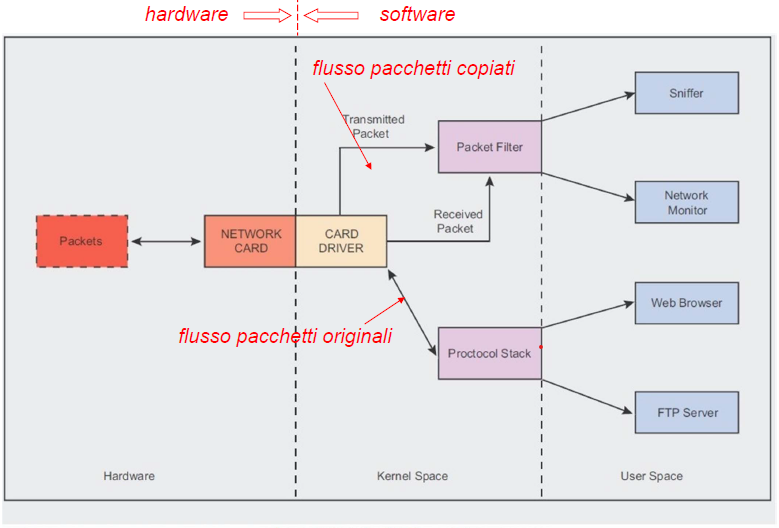 hardware
software
flusso pacchetti copiati
Transmitted
Packet
Sniffer
Packet Filter
Network
Monitor
Received
Packet
Packets
NETWORK
CARD
CARD
DRIVER
Web Browser
flusso pacchetti originali
Proctocol Stack
FTP Server
Hardware
Kernel Space
User Space